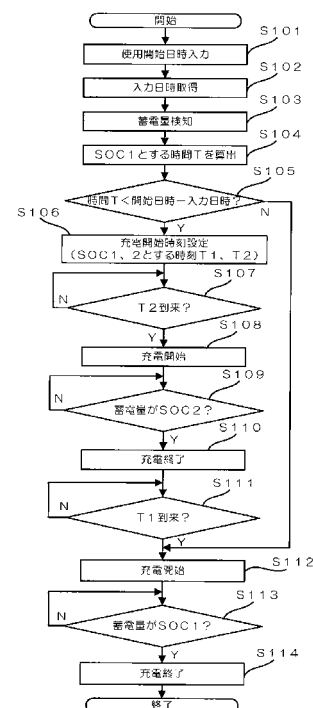 開始
S101
使用開始日時入力
S102
入力日時取得
S103
蓄電量検知
S104
SOC1とする時間Tを算出
S105
時間T<開始日時−入力日時?
N
S106
Y
充電開始時刻設定
(SOC1、2とする時刻T1、T2)
S107
T2到来?
N
Y
S108
充電開始
S109
蓄電量がSOC2?
N
Y
S110
充電終了
S111
T1到来?
N
Y
充電開始
S112
S113
蓄電量がSOC1?
N
Y
S114
充電終了
終了